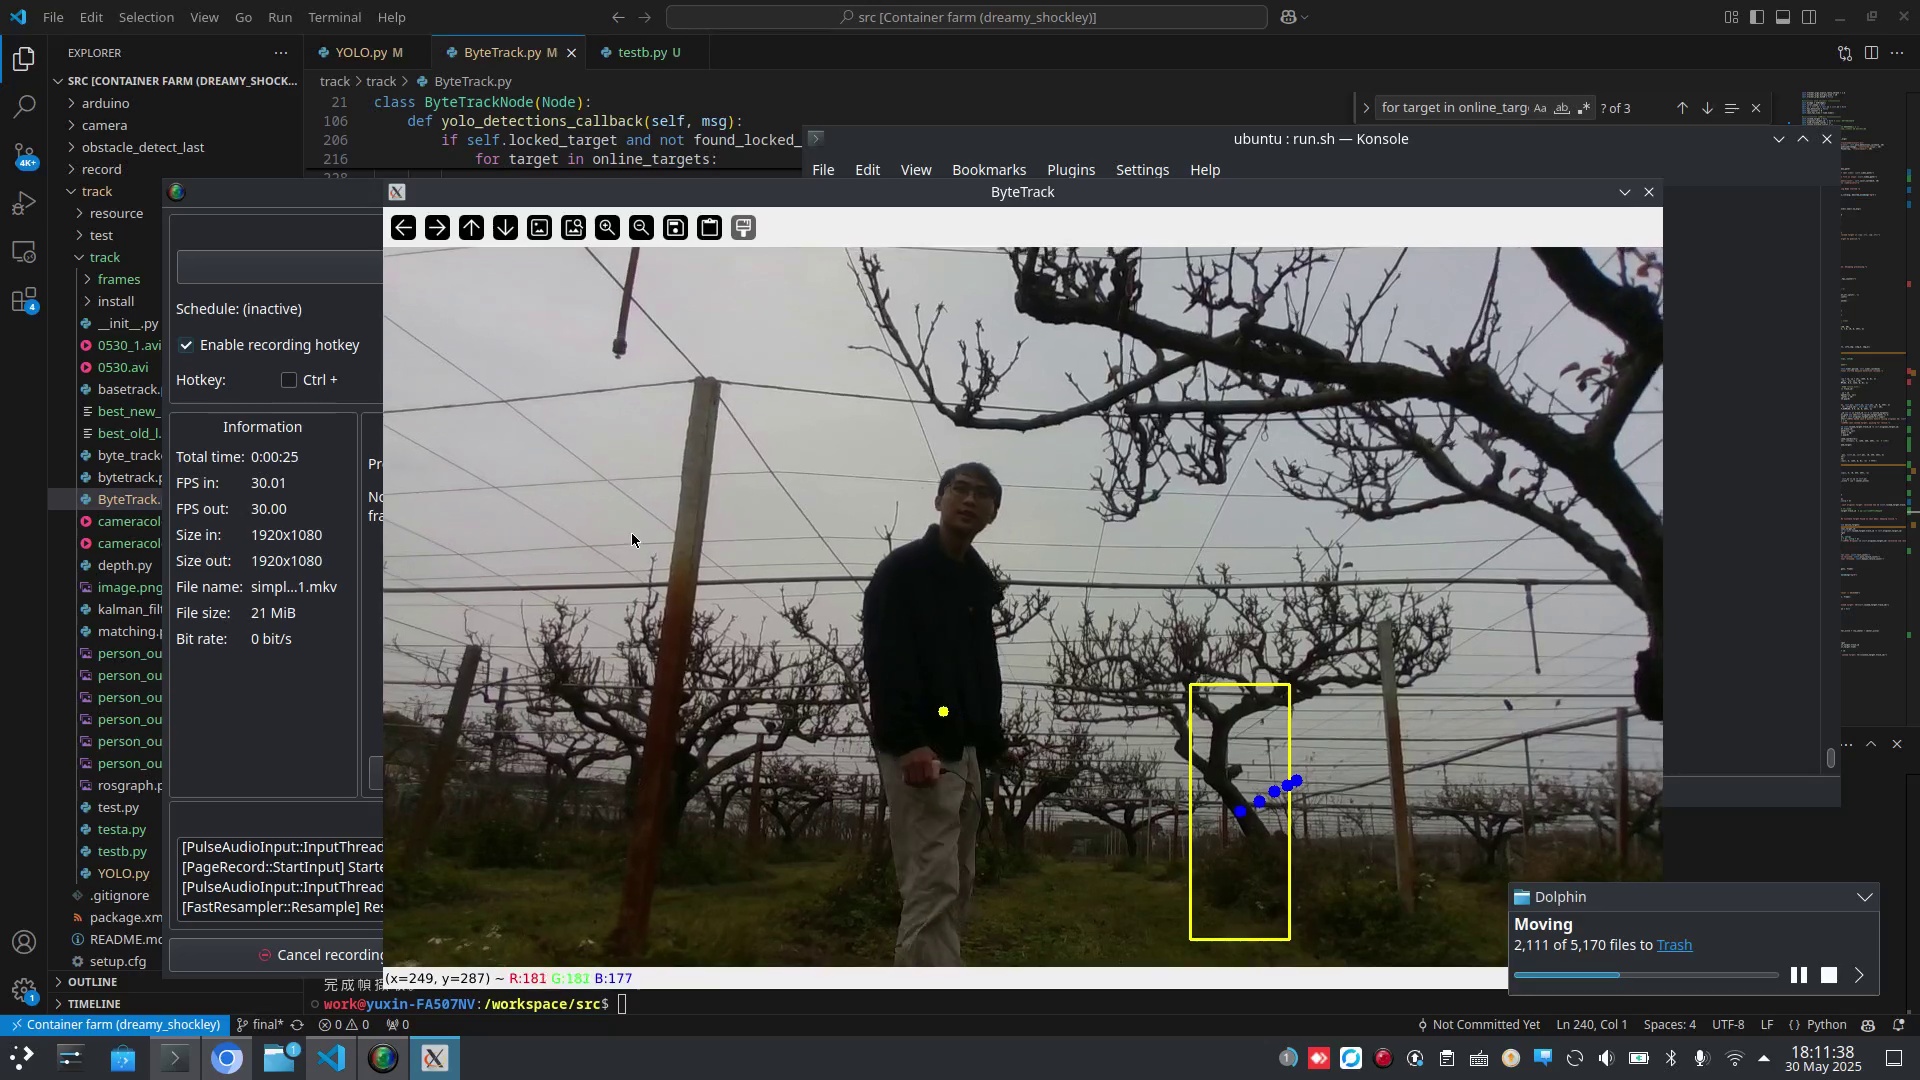 File Edit Selection View Go Run Terminal Help
src [Container farm (dreamy_shockley)]
EXPLORER
SRC [CONTAINER FARM (DREAMY_SHOCK...
arduino
camera
obstacle_detect_last
record
track
resource
test
track
frames
install
__init__.py
0530_1.avi
0530.avi
basetrack.
best_new_
best_old_l.
byte_track
bytetrack.p
ByteTrack.
cameracol
cameracol
depth.py
image.png
kalman_filt
matching.p
person_ou
person_ou
person_ou
person_ou
person_ou
person_ou
rosgraph.p
test.py
testa.py
testb.py
YOLO.py
.gitignore
package.xm
README.md
setup.cfg
OUTLINE
TIMELINE
4K+
4
1
YOLO.py M
ByteTrack.py M
testb.py U
track > track > ByteTrack.py
21 class ByteTrackNode(Node):
106 def yolo_detections_callback(self, msg):
206 if self.locked_target and not found_locked_
216 for target in online_targets:
228
for target in online_targ
Aa ab
? of 3
ubuntu : run.sh — Konsole
File Edit View Bookmarks Plugins Settings Help
ByteTrack
Schedule: (inactive)
Enable recording hotkey
Hotkey: Ctrl +
Information
Total time: 0:00:25
FPS in: 30.01
FPS out: 30.00
Size in: 1920x1080
Size out: 1920x1080
File name: simpl...1.mkv
File size: 21 MiB
Bit rate: 0 bit/s
Pr
No
fra
[PulseAudioInput::InputThread
[PageRecord::StartInput] Starte
[PulseAudioInput::InputThread
[FastResampler::Resample] Res
Cancel recording
(x=249, y=287) ~ R:181 G:181 B:177
work@yuxin-FA507NV:/workspace/src$
Dolphin
Moving
2,111 of 5,170 files to Trash
Container farm (dreamy_shockley)
final*
0 0
0
Not Committed Yet
Ln 240, Col 1
Spaces: 4
UTF-8
LF
{} Python
1
1
18:11:38
30 May 2025